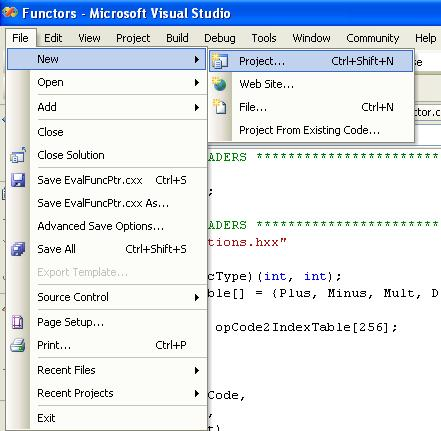 Functors - Microsoft Visual Studio
File Edit View Project Build Debug Tools Window Community Help
New
Open
Add
Close
Close Solution
Save EvalFuncPtr.cxx Ctrl+S
Save EvalFuncPtr.cxx As...
Advanced Save Options...
Save All Ctrl+Shift+S
Export Template...
Source Control
Page Setup...
Print... Ctrl+P
Recent Files
Recent Projects
Exit
Project... Ctrl+Shift+N
Web Site...
File... Ctrl+N
Project From Existing Code...
se
ctor.c
ADERS *************************
;
ADERS *************************
tions.hxx"
cType)(int, int);
ble[] = {Plus, Minus, Mult, D
opCode2IndexTable[256];
Code,
,
t)